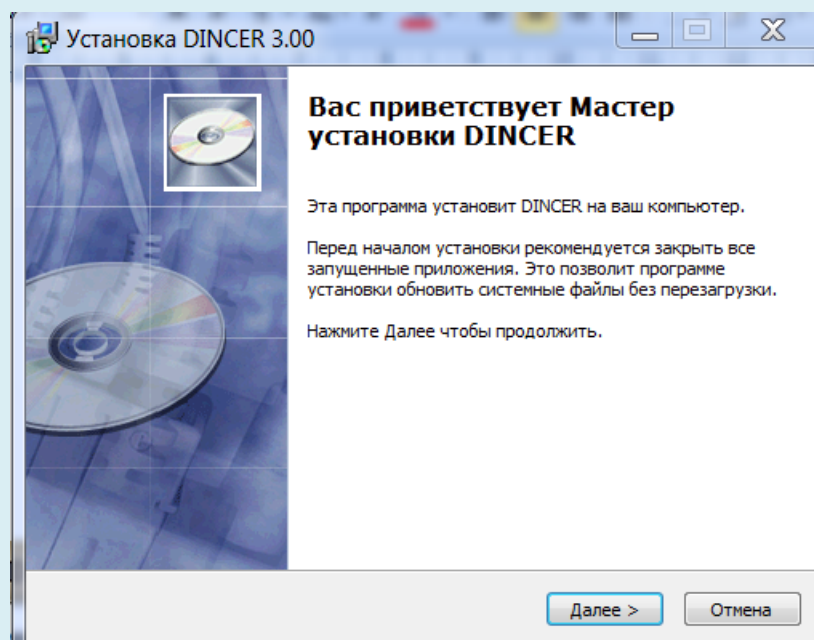 Установка DINCER 3.00
Вас приветствует Мастер
установки DINCER
Эта программа установит DINCER на ваш компьютер.
Перед началом установки рекомендуется закрыть все
запущенные приложения. Это позволит программе
установки обновить системные файлы без перезагрузки.
Нажмите Далее чтобы продолжить.
Далее >
Отмена